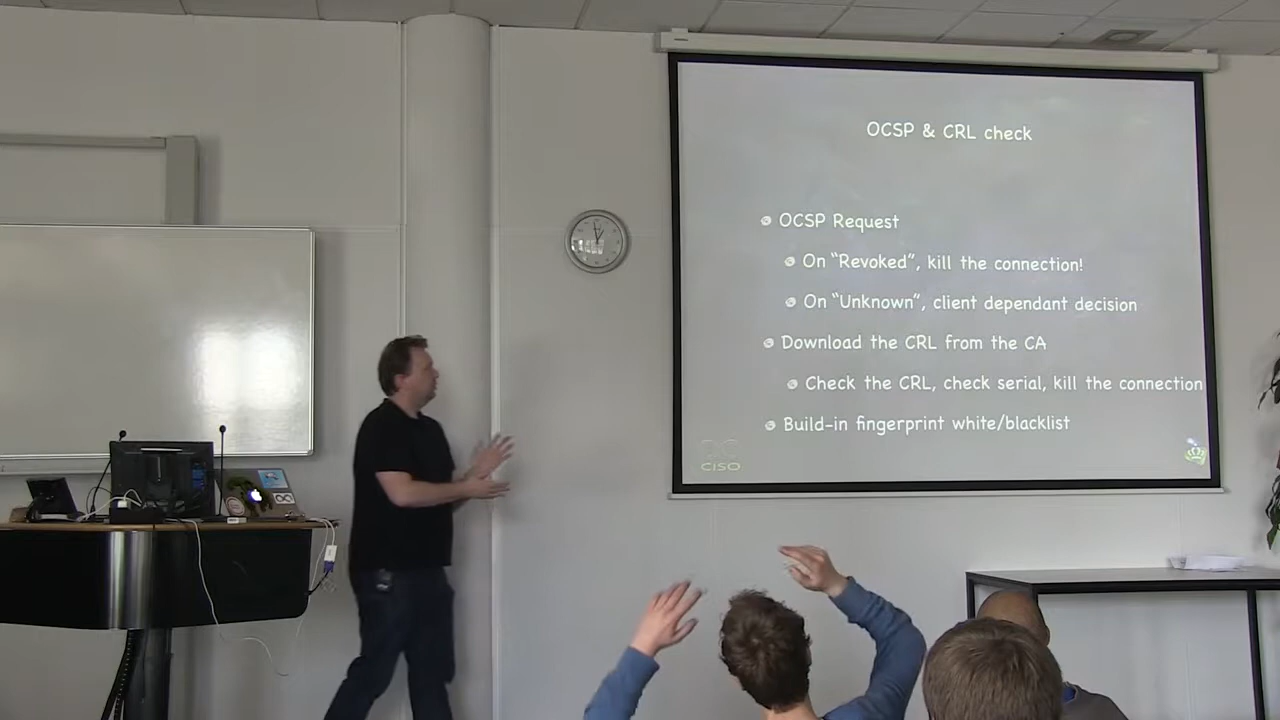 OCSP & CRL check
OCSP Request
On "Revoked", kill the connection!
On "Unknown", client dependant decision
Download the CRL from the CA
Check the CRL, check serial, kill the connection
Build-in fingerprint white/blacklist
CISO